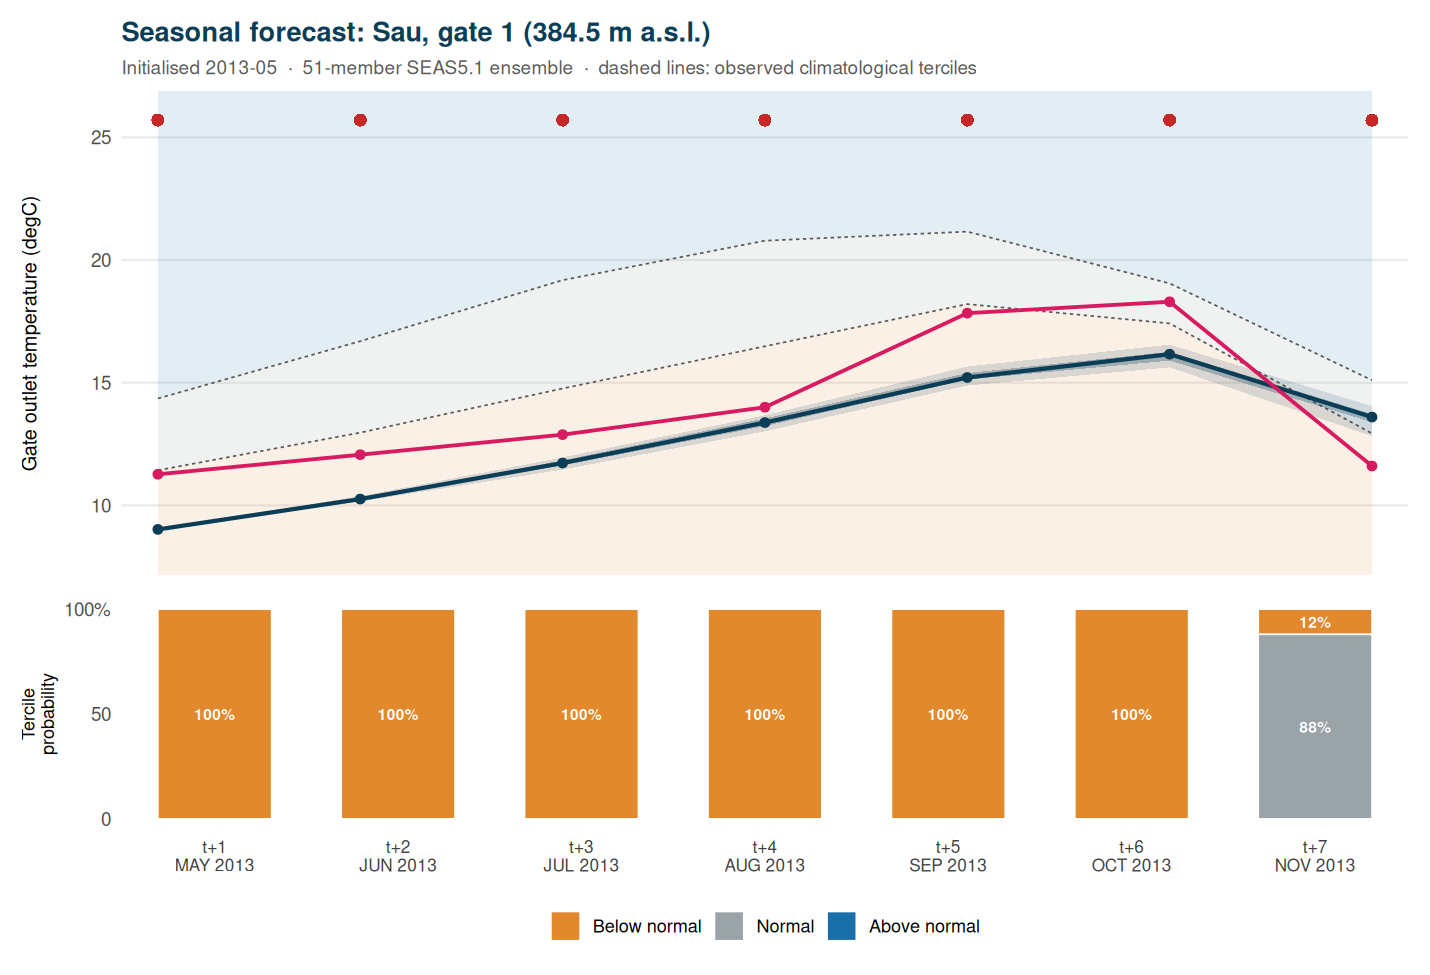 Seasonal forecast: Sau, gate 1 (384.5 m a.s.l.)
Initialised 2013-05 · 51-member SEAS5.1 ensemble · dashed lines: observed climatological terciles
Gate outlet temperature (degC)
25
20
15
10
Tercile
probability
100%
50
0
100% 100% 100% 100% 100% 100% 12%
88%
t+1 t+2 t+3 t+4 t+5 t+6 t+7
MAY 2013 JUN 2013 JUL 2013 AUG 2013 SEP 2013 OCT 2013 NOV 2013
Below normal Normal Above normal